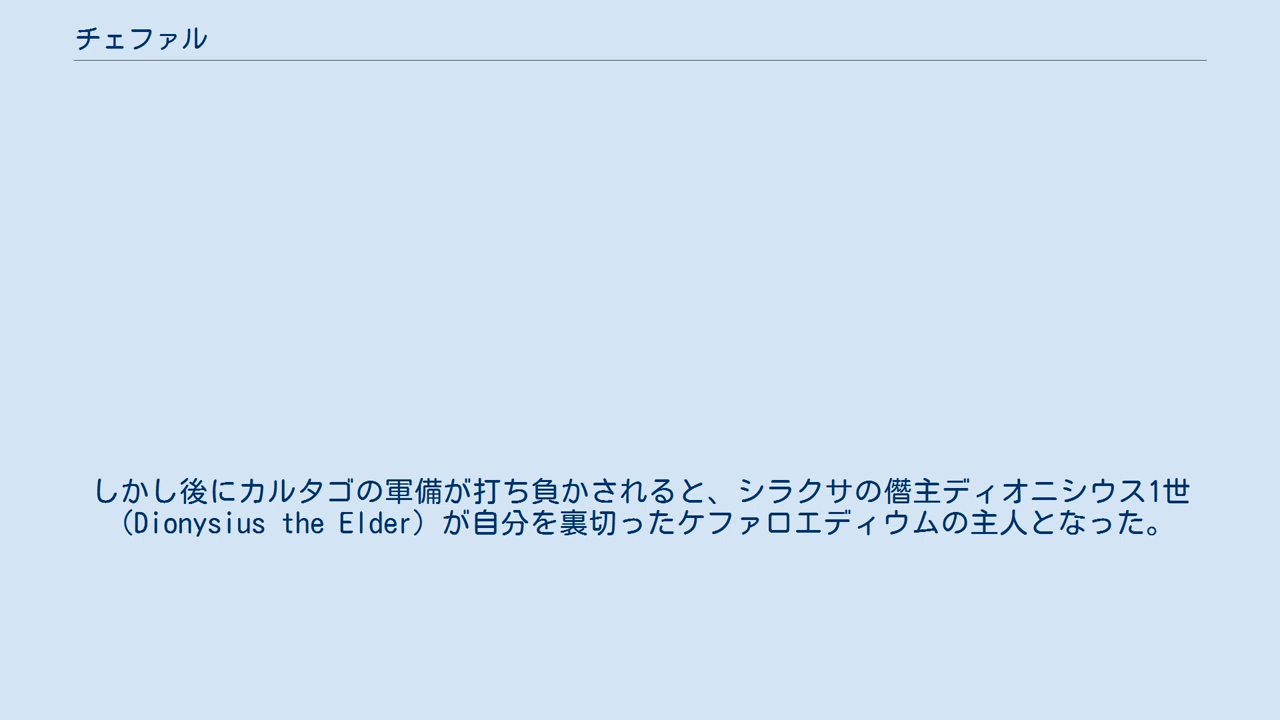 チェファル
しかし後にカルタゴの軍備が打ち負かされると、シラクサの僭主ディオニシウス1世
（Dionysius the Elder）が自分を裏切ったケファロエディウムの主人となった。